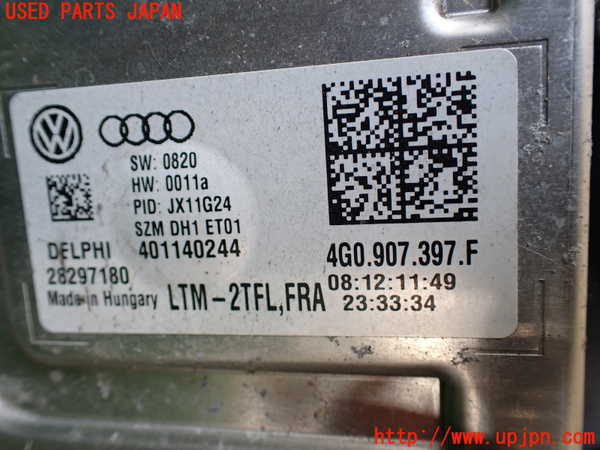 USED PARTS JAPAN
SW: 0820
HW: 0011a
PID: JX11G24
SZM DH1 ET01
DELPHI 401140244
28297180
Made in Hungary
LTM-2TFL,FRA
4G0.907.397.F
08:12:11:49
23:33:34
http://www.upjpn.com